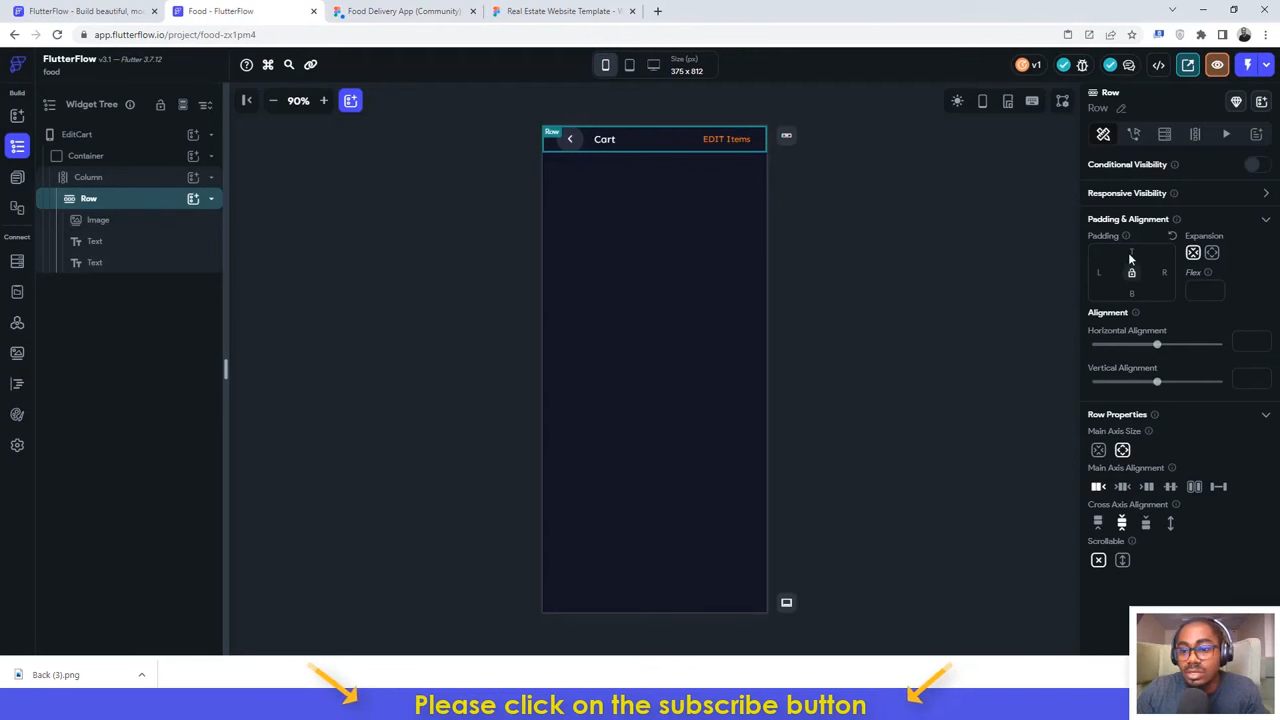 FlutterFlow - Build beautiful, mo
Food - FlutterFlow
Food Delivery App (Community)
Real Estate Website Template - W
app.flutterflow.io/project/food-zx1pm4
FlutterFlow v3.1 — Flutter 3.7.12
food
Size (px)
375 x 812
v1
Build
Connect
Widget Tree
90%
EditCart
Container
Column
Row
Image
Text
Text
Row
Cart
EDIT Items
Row
Row
Conditional Visibility
Responsive Visibility
Padding & Alignment
Padding
Expansion
T
L
R
B
Flex
Alignment
Horizontal Alignment
Vertical Alignment
Row Properties
Main Axis Size
Main Axis Alignment
Cross Axis Alignment
Scrollable
Back (3).png
Please click on the subscribe button